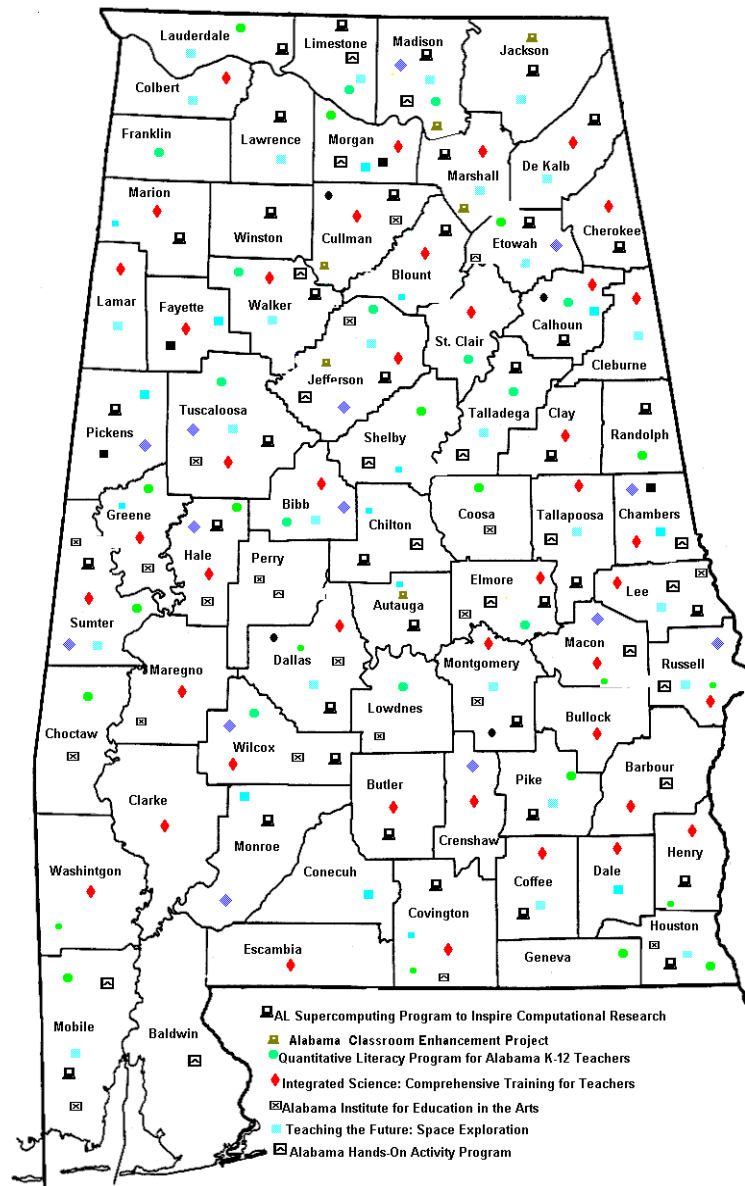 Lauderdale
Limestone
Madison
Jackson
Colbert
Franklin
Lawrence
Morgan
Marshall
De Kalb
Marion
Winston
Cullman
Blount
Etowah
Cherokee
Lamar
Fayette
Walker
St. Clair
Calhoun
Cleburne
Jefferson
Pickens
Tuscaloosa
Shelby
Talladega
Clay
Randolph
Greene
Hale
Bibb
Perry
Chilton
Coosa
Tallapoosa
Chambers
Sumter
Autauga
Elmore
Lee
Maregno
Dallas
Lowdnes
Montgomery
Macon
Russell
Choctaw
Wilcox
Bullock
Clarke
Butler
Crenshaw
Pike
Barbour
Monroe
Washintgon
Conecuh
Covington
Coffee
Dale
Henry
Escambia
Geneva
Houston
Mobile
Baldwin
AL Supercomputing Program to Inspire Computational Research
Alabama Classroom Enhancement Project
Quantitative Literacy Program for Alabama K-12 Teachers
Integrated Science: Comprehensive Training for Teachers
Alabama Institute for Education in the Arts
Teaching the Future: Space Exploration
Alabama Hands-On Activity Program